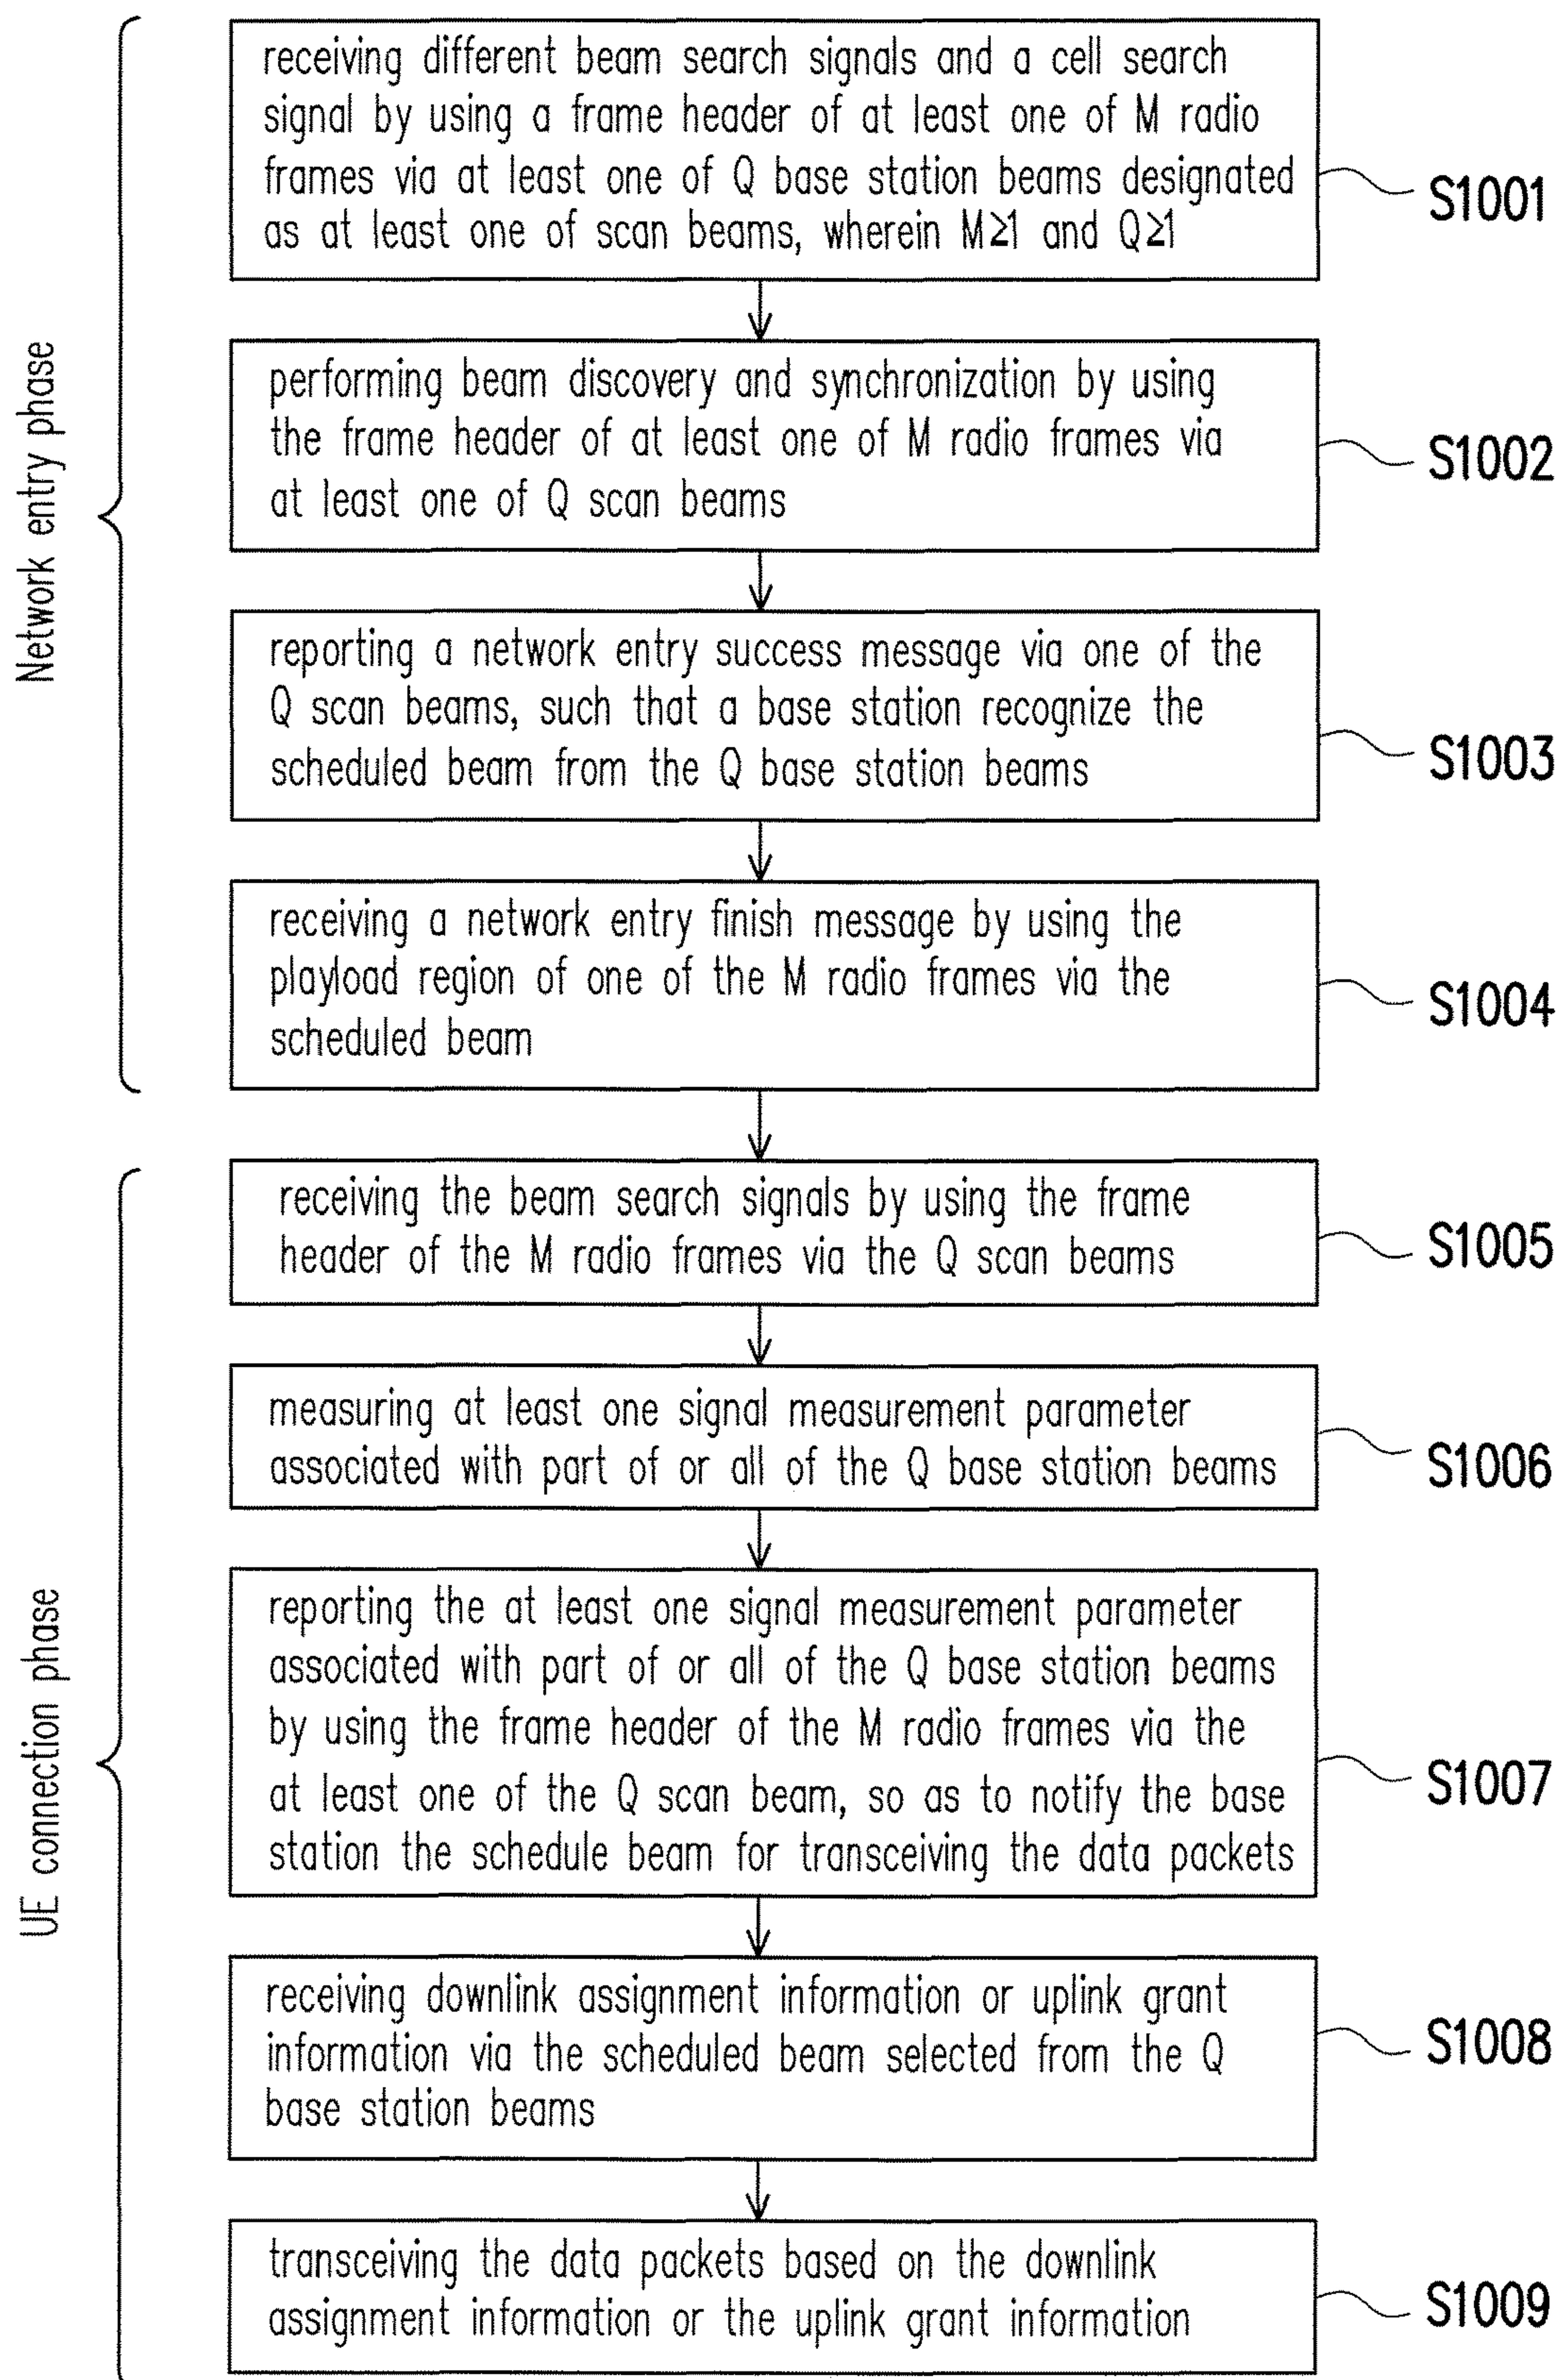 Network entry phase
receiving different beam search signals and a cell search
signal by using a frame header of at least one of M radio
frames via at least one of Q base station beams designated
as at least one of scan beams, wherein M≥1 and Q≥1
S1001
performing beam discovery and synchronization by using
the frame header of at least one of M radio frames via
at least one of Q scan beams
S1002
reporting a network entry success message via one of the
Q scan beams, such that a base station recognize the
scheduled beam from the Q base station beams
S1003
receiving a network entry finish message by using the
playload region of one of the M radio frames via the
scheduled beam
S1004
UE connection phase
receiving the beam search signals by using the frame
header of the M radio frames via the Q scan beams
S1005
measuring at least one signal measurement parameter
associated with part of or all of the Q base station beams
S1006
reporting the at least one signal measurement parameter
associated with part of or all of the Q base station beams
by using the frame header of the M radio frames via the
at least one of the Q scan beam, so as to notify the base
station the schedule beam for transceiving the data packets
S1007
receiving downlink assignment information or uplink grant
information via the scheduled beam selected from the Q
base station beams
S1008
transceiving the data packets based on the downlink
assignment information or the uplink grant information
S1009